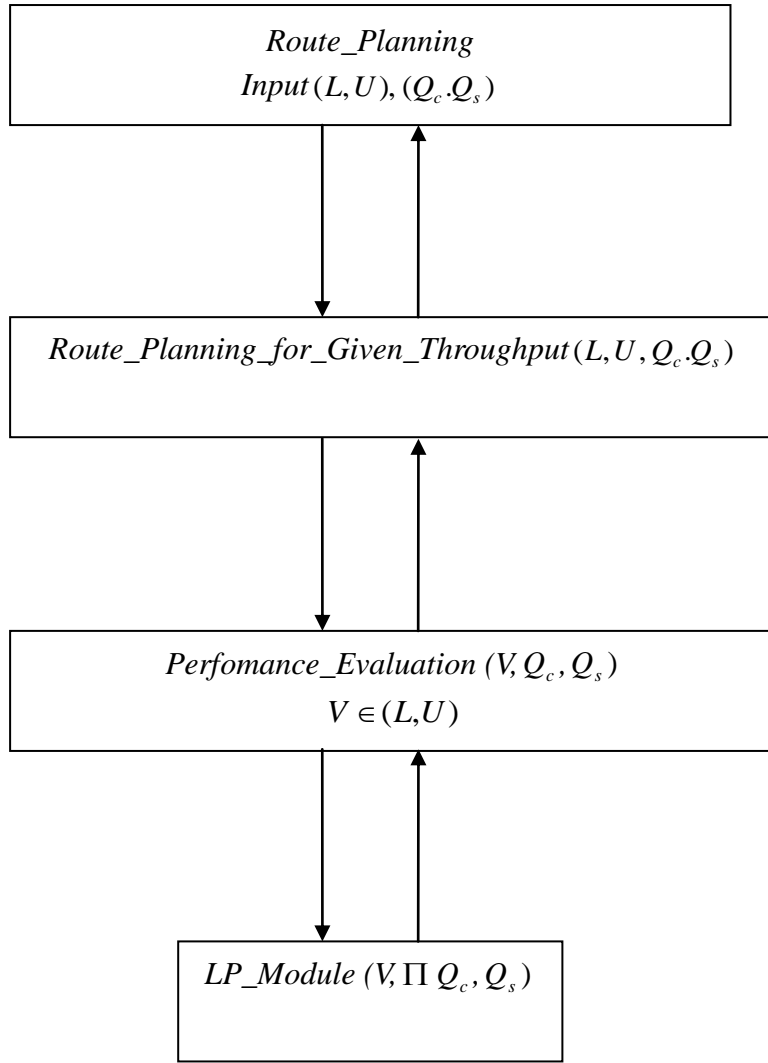 Route_Planning
Input (L, U), (Q_c.Q_s)
Route_Planning_for_Given_Throughput (L, U, Q_c.Q_s)
Perfomance_Evaluation (V, Q_c, Q_s)
V ∈ (L,U)
LP_Module (V, Π Q_c, Q_s)